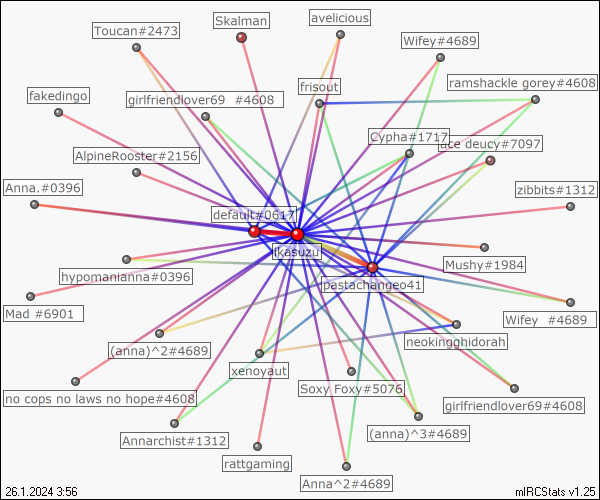 avelicious
Skalman
Toucan#2473
Wifey#4689
frisout
ramshackle gorey#4608
fakedingo
girlfriendlover69 #4608
Cypha#1717
ace deucy#7097
AlpineRooster#2156
Anna.#0396
zibbits#1312
default#0617
ikasuzu
Mushy#1984
hypomanianna#0396
pastachangeo41
Mad #6901
Wifey #4689
neokingghidorah
(anna)^2#4689
xenoyaut
Soxy Foxy#5076
no cops no laws no hope#4608
girlfriendlover69#4608
Annarchist#1312
(anna)^3#4689
rattgaming
Anna^2#4689
26.1.2024 3:56
mIRCStats v1.25